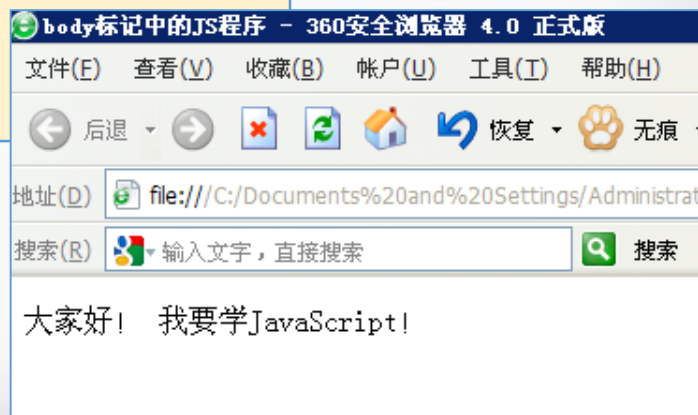 body标记中的JS程序 - 360安全浏览器 4.0 正式版
文件(F) 查看(V) 收藏(B) 帐户(U) 工具(T) 帮助(H)
后退 恢复 无痕
地址(D) file:///C:/Documents%20and%20Settings/Administrat
搜索(R) 输入文字，直接搜索 搜索
大家好! 我要学JavaScript!